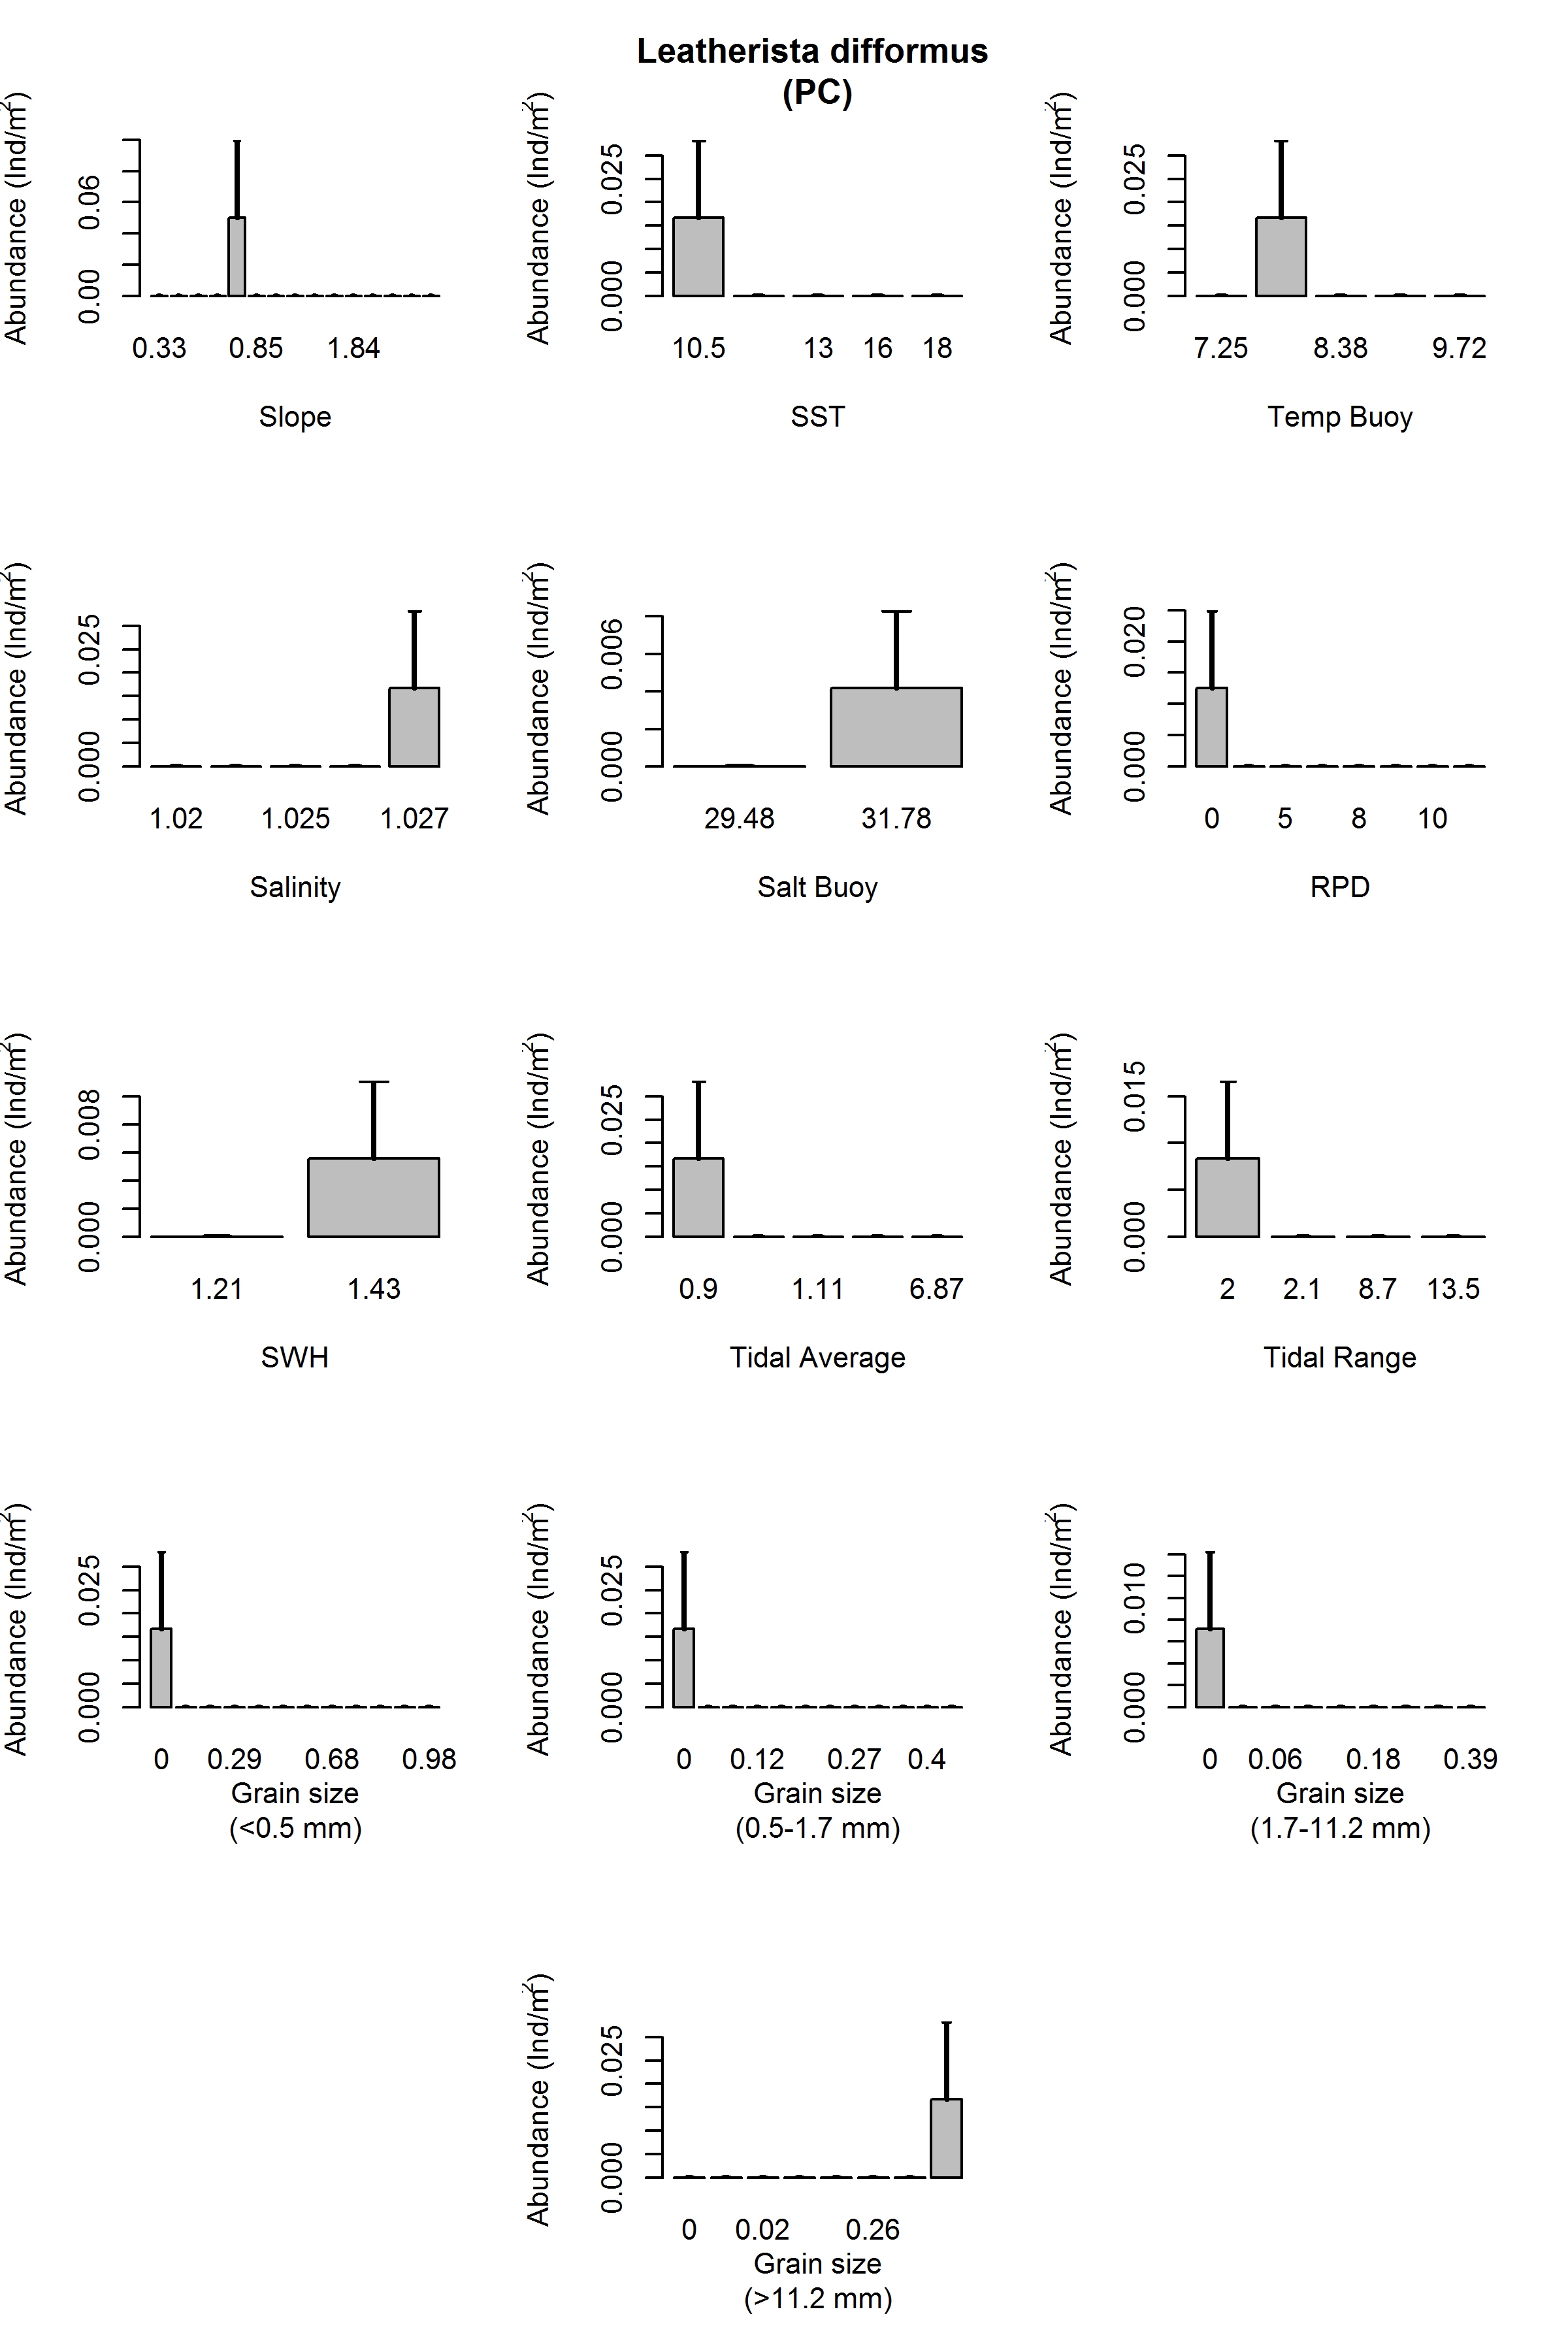 Leatherista difformus
(PC)
Abundance (Ind/m²)
0.00 0.06
0.33 0.85 1.84
Slope
Abundance (Ind/m²)
0.000 0.025
10.5 13 16 18
SST
Abundance (Ind/m²)
0.000 0.025
7.25 8.38 9.72
Temp Buoy
Abundance (Ind/m²)
0.000 0.025
1.02 1.025 1.027
Salinity
Abundance (Ind/m²)
0.000 0.006
29.48 31.78
Salt Buoy
Abundance (Ind/m²)
0.000 0.020
0 5 8 10
RPD
Abundance (Ind/m²)
0.000 0.008
1.21 1.43
SWH
Abundance (Ind/m²)
0.000 0.025
0.9 1.11 6.87
Tidal Average
Abundance (Ind/m²)
0.000 0.015
2 2.1 8.7 13.5
Tidal Range
Abundance (Ind/m²)
0.000 0.025
0 0.29 0.68 0.98
Grain size
(<0.5 mm)
Abundance (Ind/m²)
0.000 0.025
0 0.12 0.27 0.4
Grain size
(0.5-1.7 mm)
Abundance (Ind/m²)
0.000 0.010
0 0.06 0.18 0.39
Grain size
(1.7-11.2 mm)
Abundance (Ind/m²)
0.000 0.025
0 0.02 0.26
Grain size
(>11.2 mm)